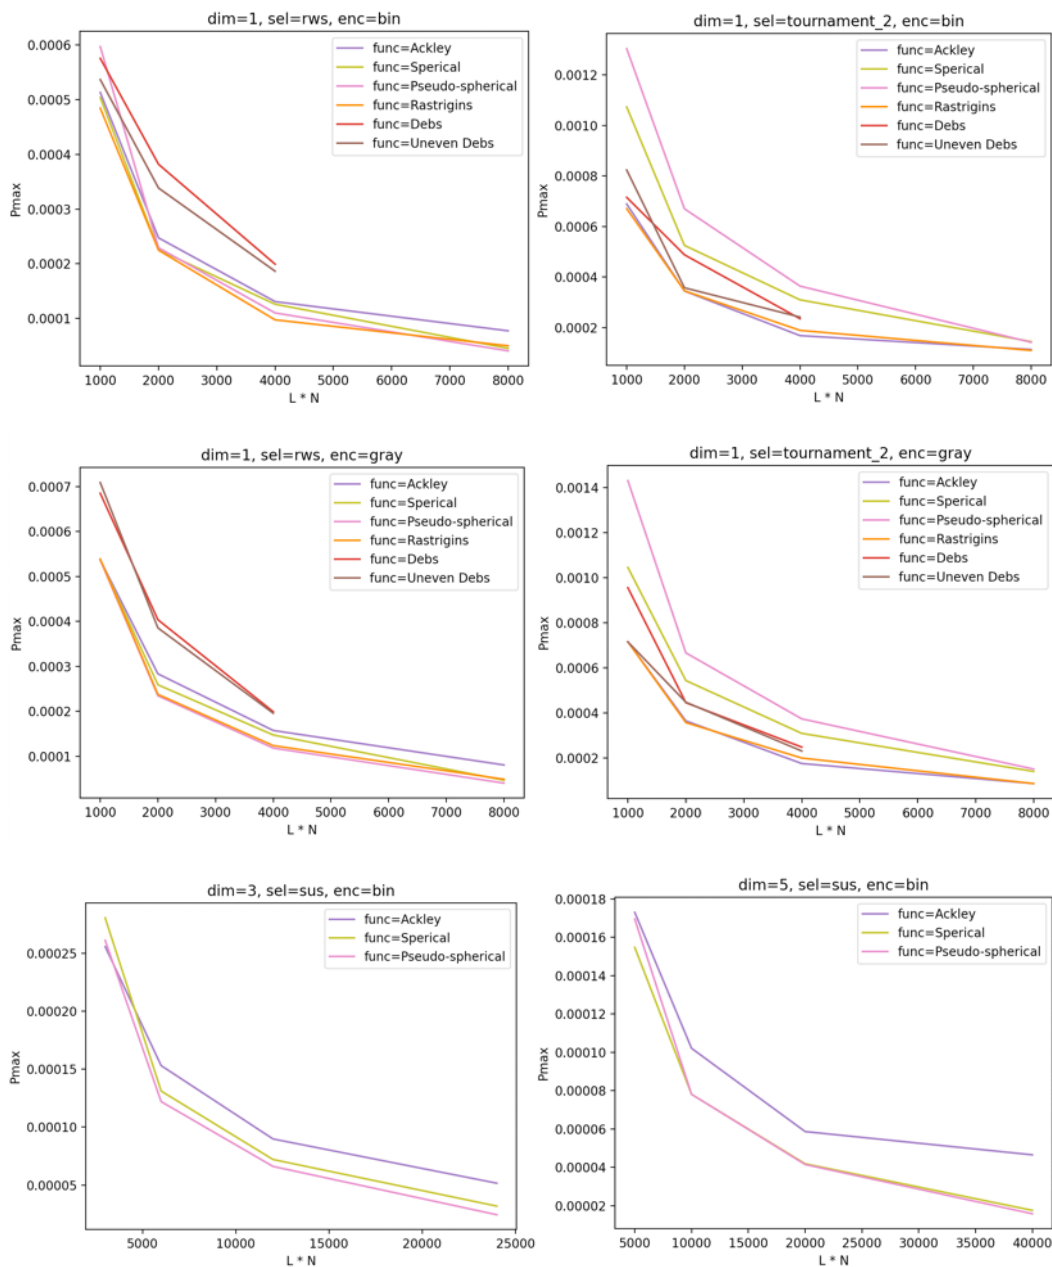 dim=1, sel=rws, enc=bin
0.0006
0.0005
0.0004
0.0003
0.0002
0.0001
Pmax
func=Ackley
func=Sperical
func=Pseudo-spherical
func=Rastrigins
func=Debs
func=Uneven Debs
1000 2000 3000 4000 5000 6000 7000 8000
L * N
dim=1, sel=tournament_2, enc=bin
0.0012
0.0010
0.0008
0.0006
0.0004
0.0002
Pmax
func=Ackley
func=Sperical
func=Pseudo-spherical
func=Rastrigins
func=Debs
func=Uneven Debs
1000 2000 3000 4000 5000 6000 7000 8000
L * N
dim=1, sel=rws, enc=gray
0.0007
0.0006
0.0005
0.0004
0.0003
0.0002
0.0001
Pmax
func=Ackley
func=Sperical
func=Pseudo-spherical
func=Rastrigins
func=Debs
func=Uneven Debs
1000 2000 3000 4000 5000 6000 7000 8000
L * N
dim=1, sel=tournament_2, enc=gray
0.0014
0.0012
0.0010
0.0008
0.0006
0.0004
0.0002
Pmax
func=Ackley
func=Sperical
func=Pseudo-spherical
func=Rastrigins
func=Debs
func=Uneven Debs
1000 2000 3000 4000 5000 6000 7000 8000
L * N
dim=3, sel=sus, enc=bin
0.00025
0.00020
0.00015
0.00010
0.00005
Pmax
func=Ackley
func=Sperical
func=Pseudo-spherical
5000 10000 15000 20000 25000
L * N
dim=5, sel=sus, enc=bin
0.00018
0.00016
0.00014
0.00012
0.00010
0.00008
0.00006
0.00004
0.00002
Pmax
func=Ackley
func=Sperical
func=Pseudo-spherical
5000 10000 15000 20000 25000 30000 35000 40000
L * N